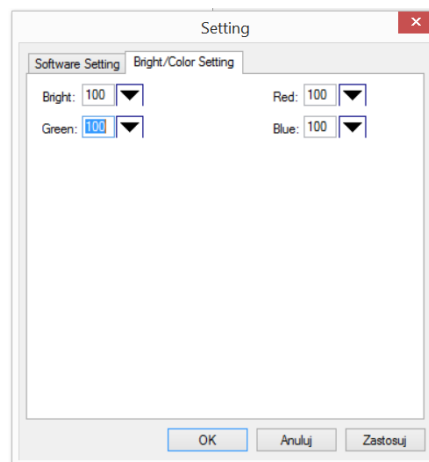 Setting
Software Setting Bright/Color Setting
Bright: 100 Red: 100
Green: 100 Blue: 100
OK Anuluj Zastosuj